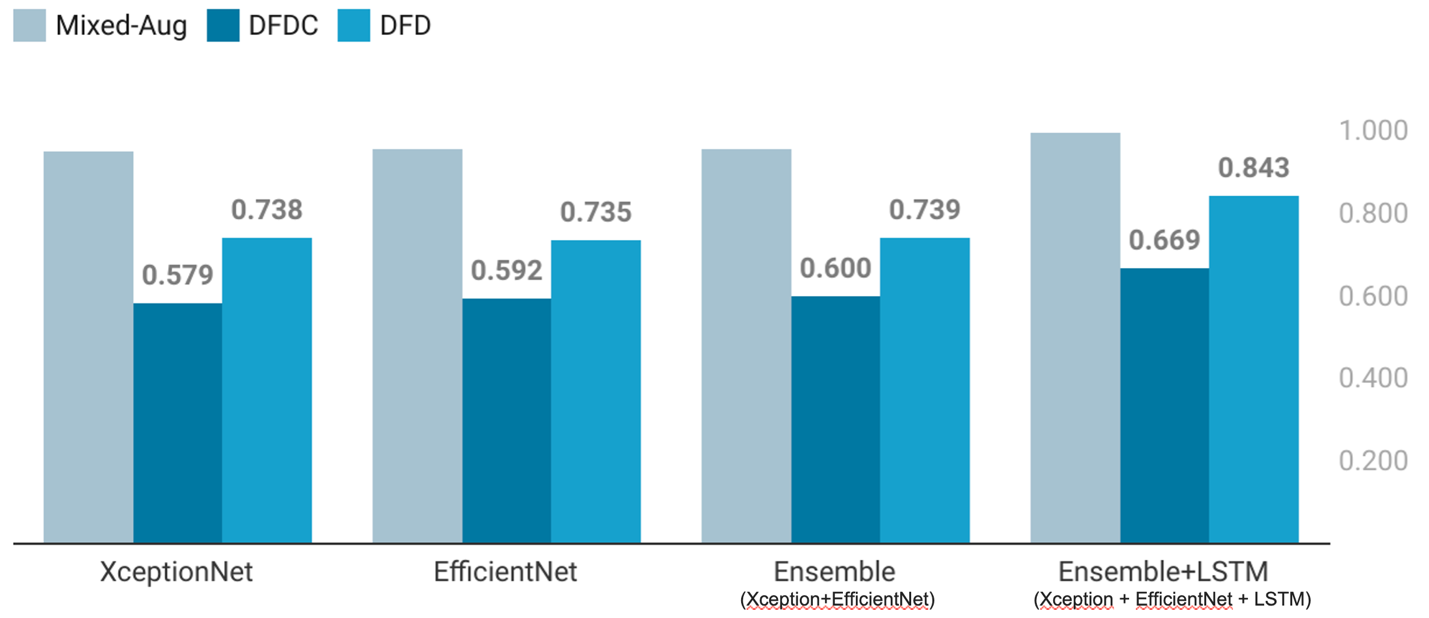 Mixed-Aug DFDC DFD
1.000
0.843
0.800
0.738 0.735 0.739
0.669
0.579 0.592 0.600
0.600
0.400
0.200
XceptionNet EfficientNet Ensemble Ensemble+LSTM
(Xception+EfficientNet) (Xception + EfficientNet + LSTM)